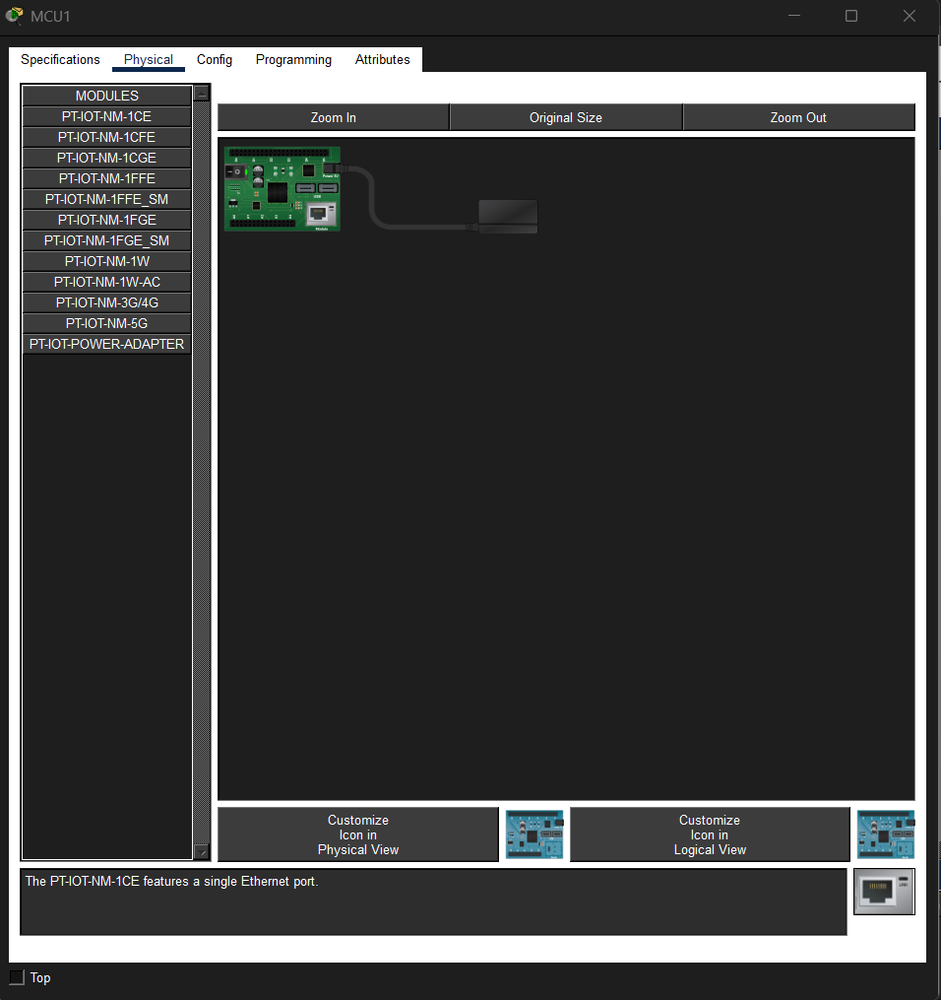 MCU1
Specifications
Physical
Config
Programming
Attributes
MODULES
PT-IOT-NM-1CE
PT-IOT-NM-1CFE
PT-IOT-NM-1CGE
PT-IOT-NM-1FFE
PT-IOT-NM-1FFE_SM
PT-IOT-NM-1FGE
PT-IOT-NM-1FGE_SM
PT-IOT-NM-1W
PT-IOT-NM-1W-AC
PT-IOT-NM-3G/4G
PT-IOT-NM-5G
PT-IOT-POWER-ADAPTER
Zoom In
Original Size
Zoom Out
USB
Module
Customize
Icon in
Physical View
Customize
Icon in
Logical View
The PT-IOT-NM-1CE features a single Ethernet port.
Top